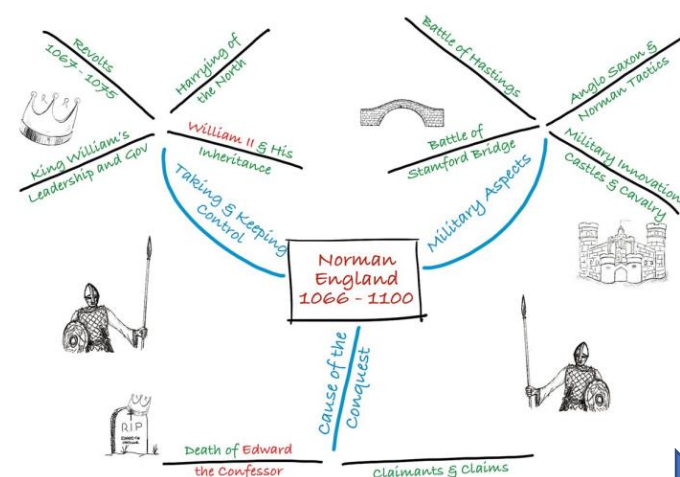 Revolts
1067 - 1075
Harrying of
the North
King William's
Leadership and Gov
William II & His
Inheritance
Taking & Keeping
Control
Battle of Hastings
Anglo Saxon &
Norman Tactics
Battle of
Stamford Bridge
Military Innovation
Castles & Cavalry
Military Aspects
Norman
England
1066 - 1100
Cause of the
Conquest
RIP
Death of Edward
the Confessor
Claimants & Claims